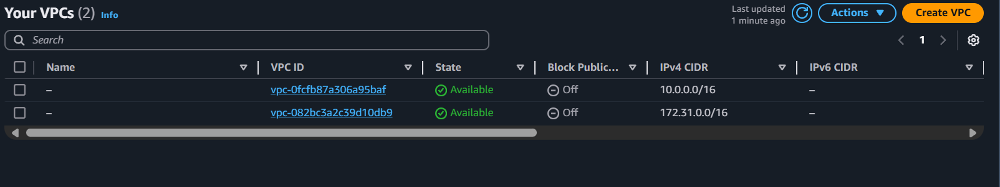 Your VPCs (2) Info
Last updated
1 minute ago
Actions
Create VPC
Search
1
Name VPC ID State Block Public... IPv4 CIDR IPv6 CIDR
– vpc-0fcfb87a306a95baf Available Off 10.0.0.0/16 –
– vpc-082bc3a2c39d10db9 Available Off 172.31.0.0/16 –